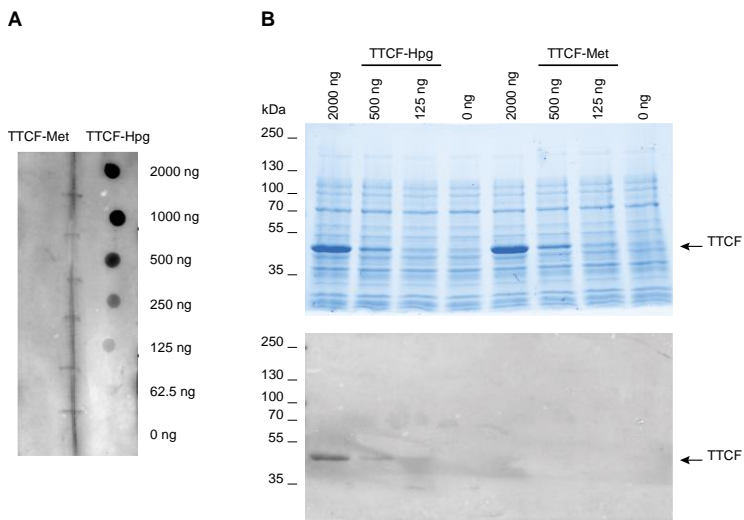 A
TTCF-Met TTCF-Hpg
2000 ng
1000 ng
500 ng
250 ng
125 ng
62.5 ng
0 ng
B
TTCF-Hpg TTCF-Met
kDa 2000 ng 500 ng 125 ng 0 ng 2000 ng 500 ng 125 ng 0 ng
250
130
100
70
55
TTCF
35
250
130
100
70
55
TTCF
35